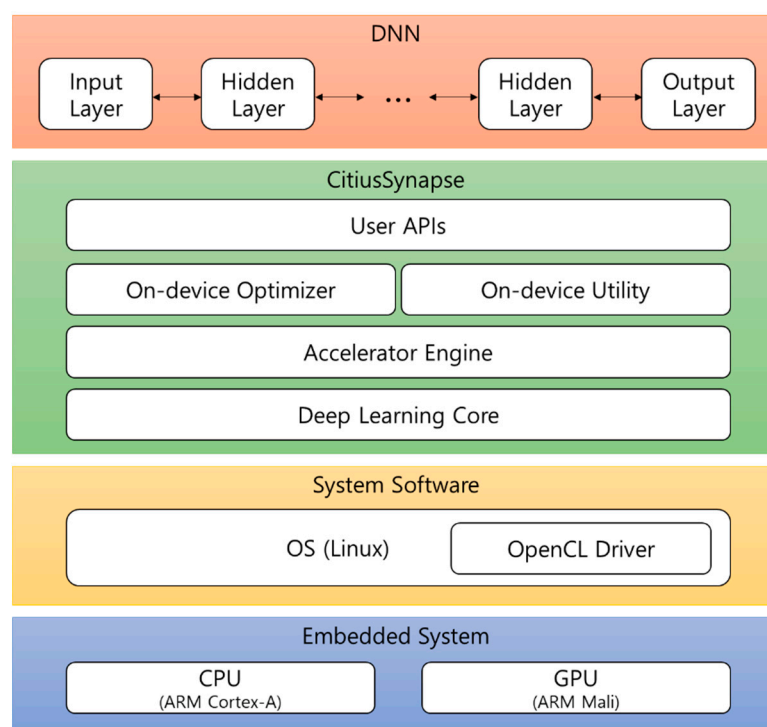 DNN
Input
Layer
Hidden
Layer
...
Hidden
Layer
Output
Layer
CitiusSynapse
User APIs
On-device Optimizer
On-device Utility
Accelerator Engine
Deep Learning Core
System Software
OS (Linux)
OpenCL Driver
Embedded System
CPU
(ARM Cortex-A)
GPU
(ARM Mali)